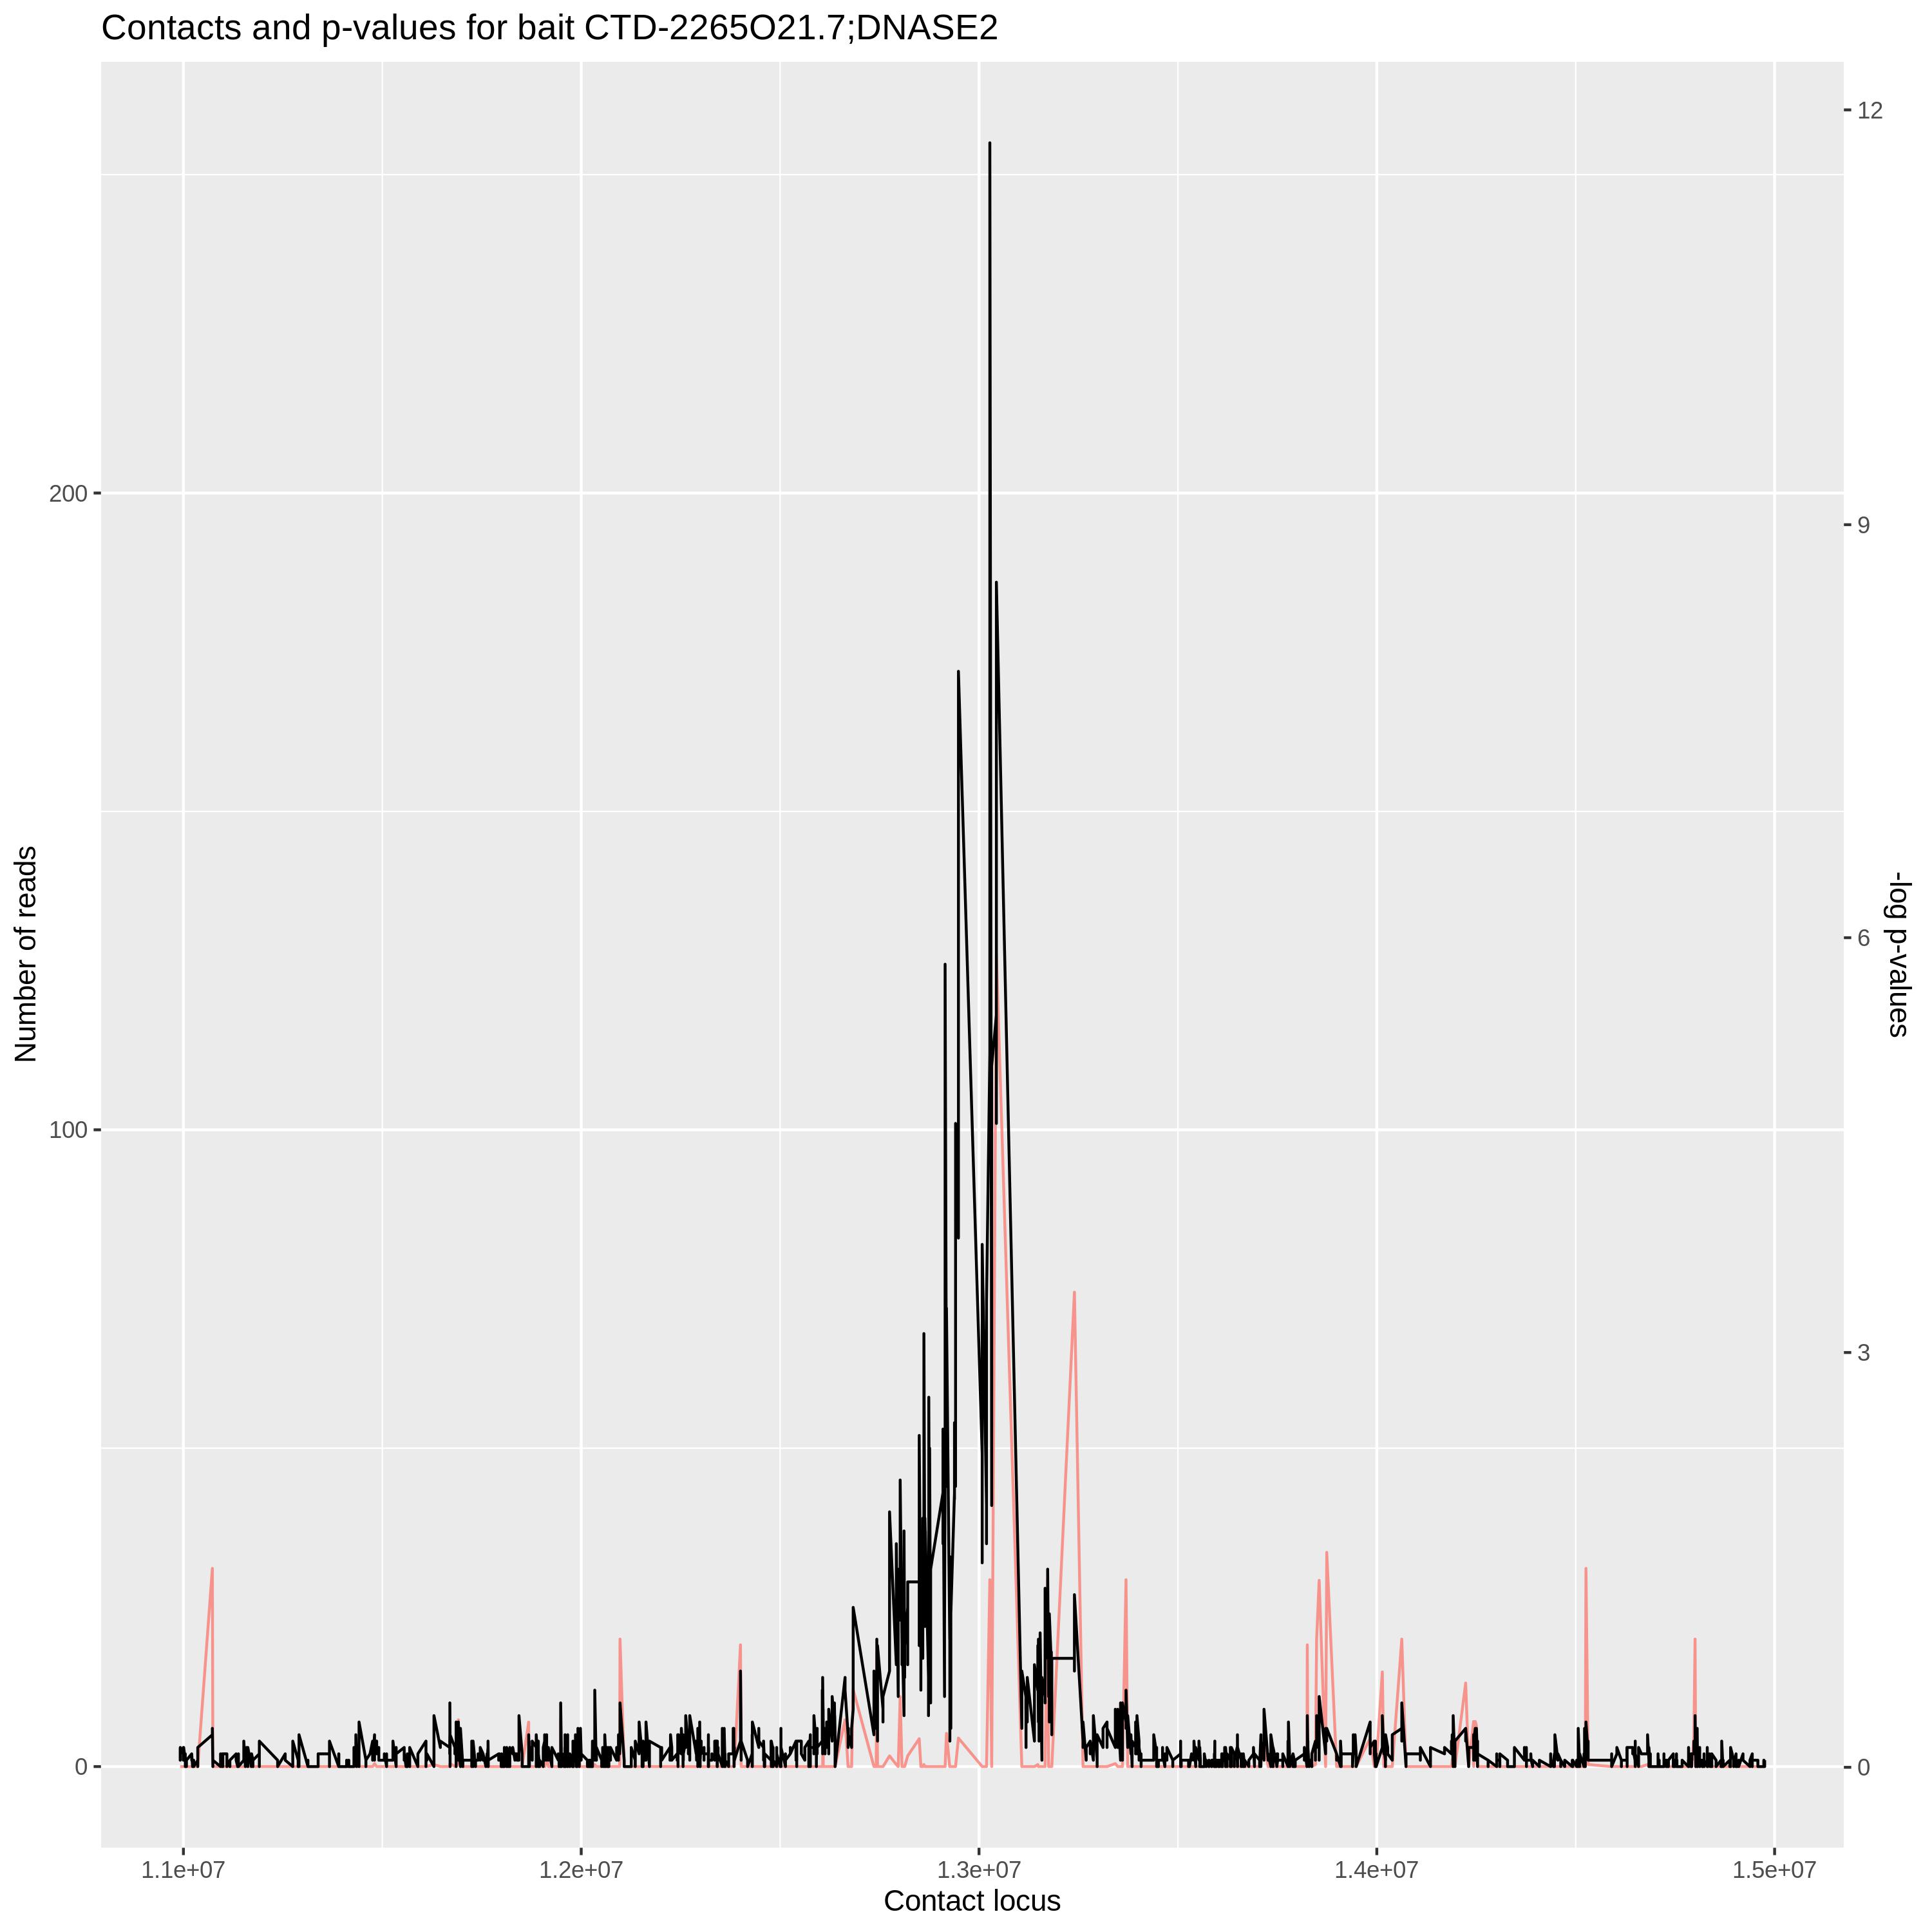 Contacts and p-values for bait CTD-2265O21.7;DNASE2
Number of reads
200
100
0
12
9
6
3
0
-log p-values
1.1e+07
1.2e+07
1.3e+07
1.4e+07
1.5e+07
Contact locus